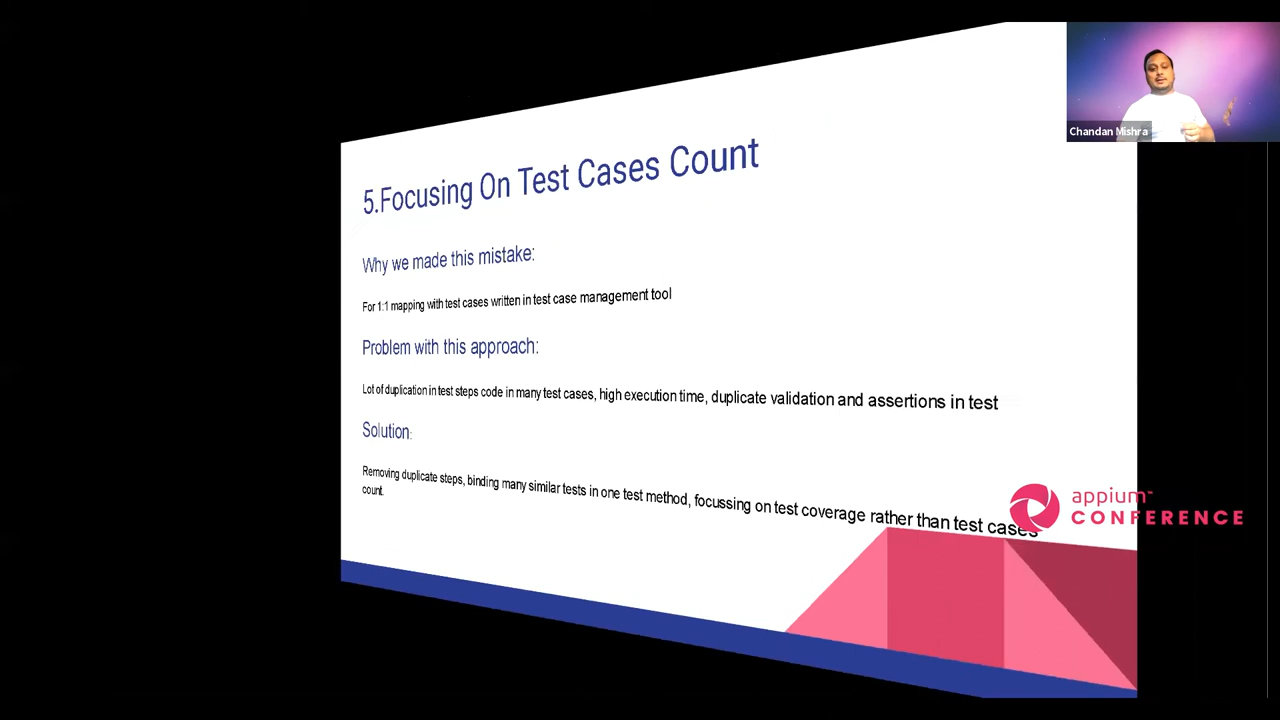 Chandan Mishra
5.Focusing On Test Cases Count
Why we made this mistake:
For 1:1 mapping with test cases written in test case management tool
Problem with this approach:
Lot of duplication in test steps code in many test cases, high execution time, duplicate validation and assertions in test
Solution:
Removing duplicate steps, binding many similar tests in one test method, focussing on test coverage rather than test cases
count.
appium™
CONFERENCE